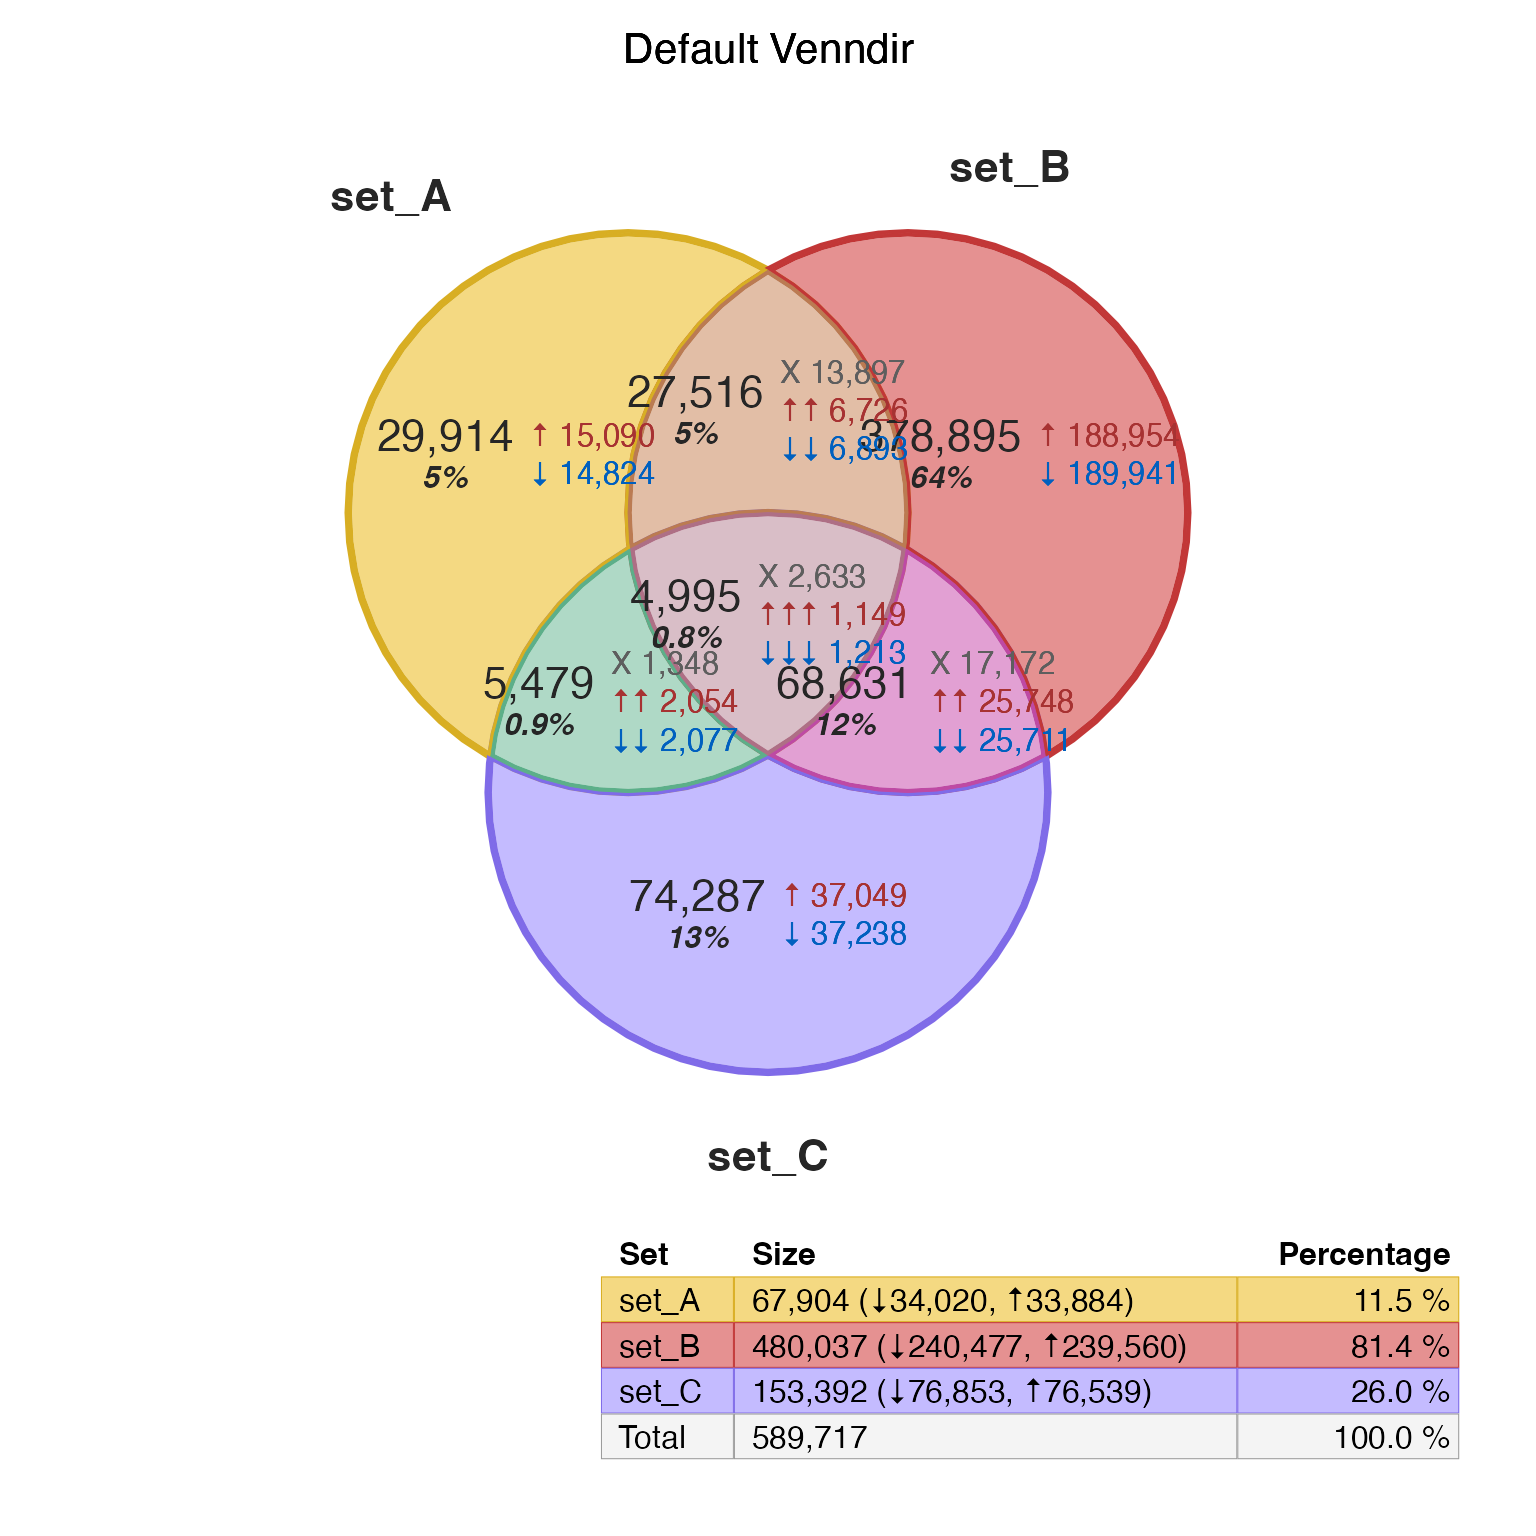 Default Venndir
set_A
set_B
27,516
5%
X 13,897
↑↑ 6,726
↓↓ 6,893
29,914
5%
↑ 15,090
↓ 14,824
378,895
64%
↑ 188,954
↓ 189,941
4,995
0.8%
X 2,633
↑↑↑ 1,149
↓↓↓ 1,213
5,479
0.9%
X 1,348
↑↑ 2,054
↓↓ 2,077
68,631
12%
X 17,172
↑↑ 25,748
↓↓ 25,711
74,287
13%
↑ 37,049
↓ 37,238
set_C
Set Size Percentage
set_A 67,904 (↓34,020, ↑33,884) 11.5 %
set_B 480,037 (↓240,477, ↑239,560) 81.4 %
set_C 153,392 (↓76,853, ↑76,539) 26.0 %
Total 589,717 100.0 %